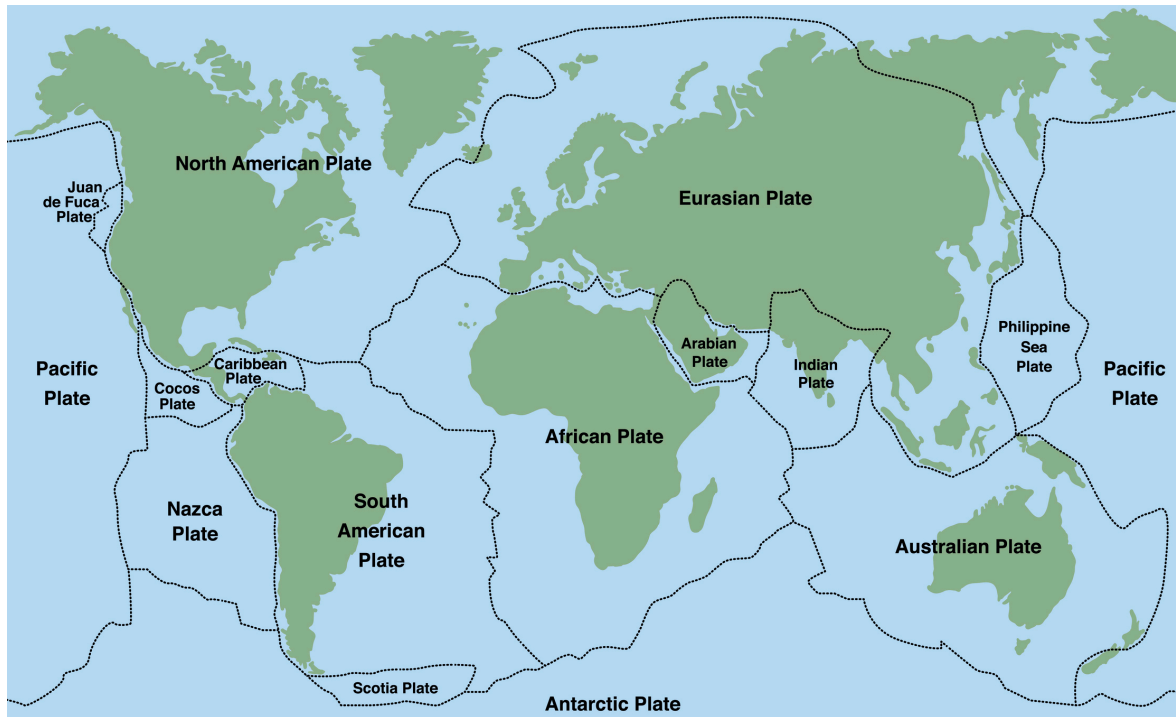 North American Plate
Juan
de Fuca
Plate
Eurasian Plate
Philippine
Sea
Plate
Arabian
Plate
Indian
Plate
Caribbean
Plate
Cocos
Plate
Pacific
Plate
Pacific
Plate
African Plate
Nazca
Plate
South
American
Plate
Australian Plate
Scotia Plate
Antarctic Plate